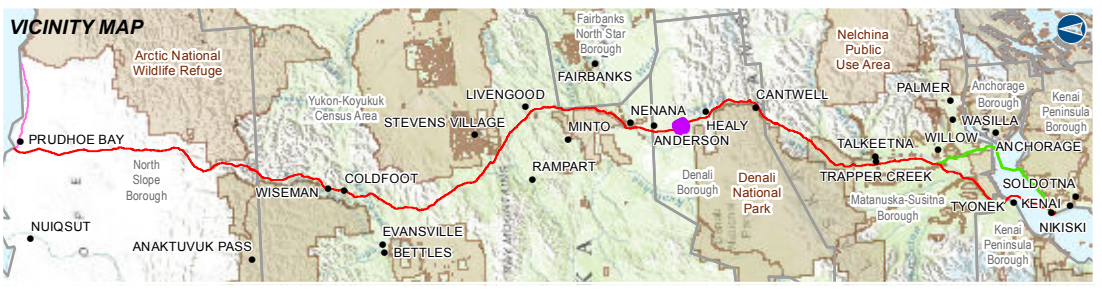 VICINITY MAP
Arctic National
Wildlife Refuge
Fairbanks
North Star
Borough
FAIRBANKS
Nelchina
Public
Use Area
PALMER
Anchorage
Borough
Kenai
Peninsula
Borough
Yukon-Koyukuk
Census Area
LIVENGOOD
STEVENS VILLAGE
MINTO
NENANA
ANDERSON
HEALY
CANTWELL
WASILLA
WILLOW
ANCHORAGE
TALKEETNA
TRAPPER CREEK
PRUDHOE BAY
North
Slope
Borough
WISEMAN
COLDFOOT
RAMPART
Denali
Borough
Denali
National
Park
Matanuska-Susitna
Borough
SOLDOTNA
TYONEK
KENAI
NIKISKI
NUIQSUT
ANAKTUVUK PASS
EVANSVILLE
BETTLES
Kenai
Peninsula
Borough
K A